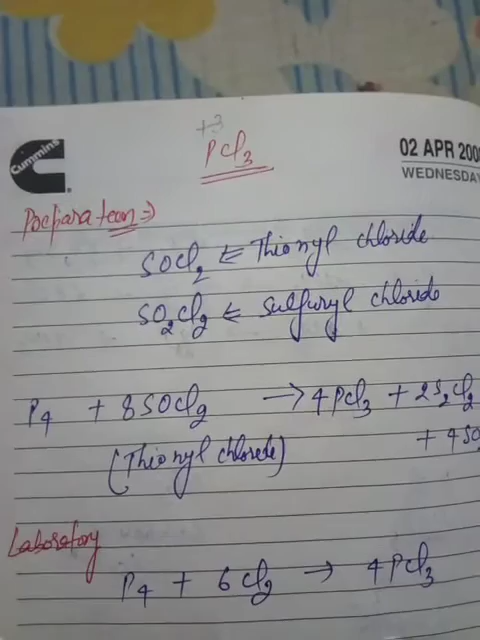 Cummins
+3
PCl3
02 APR 200
WEDNESDAY
Preparation ⇒
SOCl2 ⇐ Thionyl chloride
SO2Cl2 ⇐ Sulfuryl chloride
P4 + 8SOCl2 → 4PCl3 + 2S2Cl2
+ 4SO
(Thionyl chloride)
Laboratory
P4 + 6Cl2 → 4PCl3